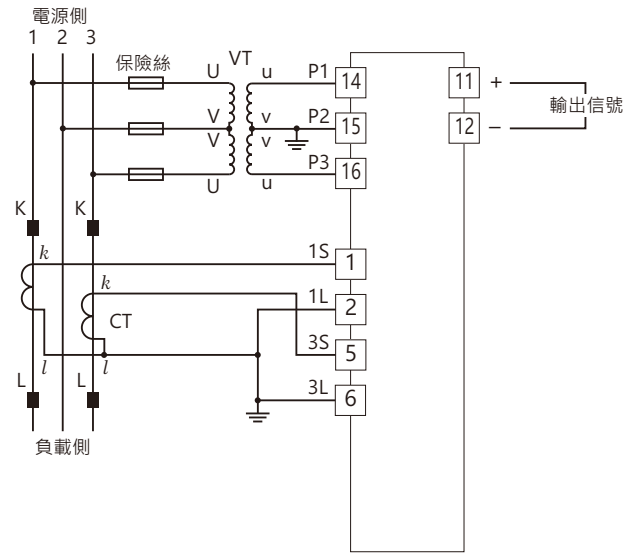 電源側
1 2 3
保險絲
VT
U u P1 14
11 +
輸出信號
V v P2 15
12 −
V v
P3 16
U u
K K
k 1S 1
k 1L 2
CT
3S 5
l l
L L 3L 6
負載側